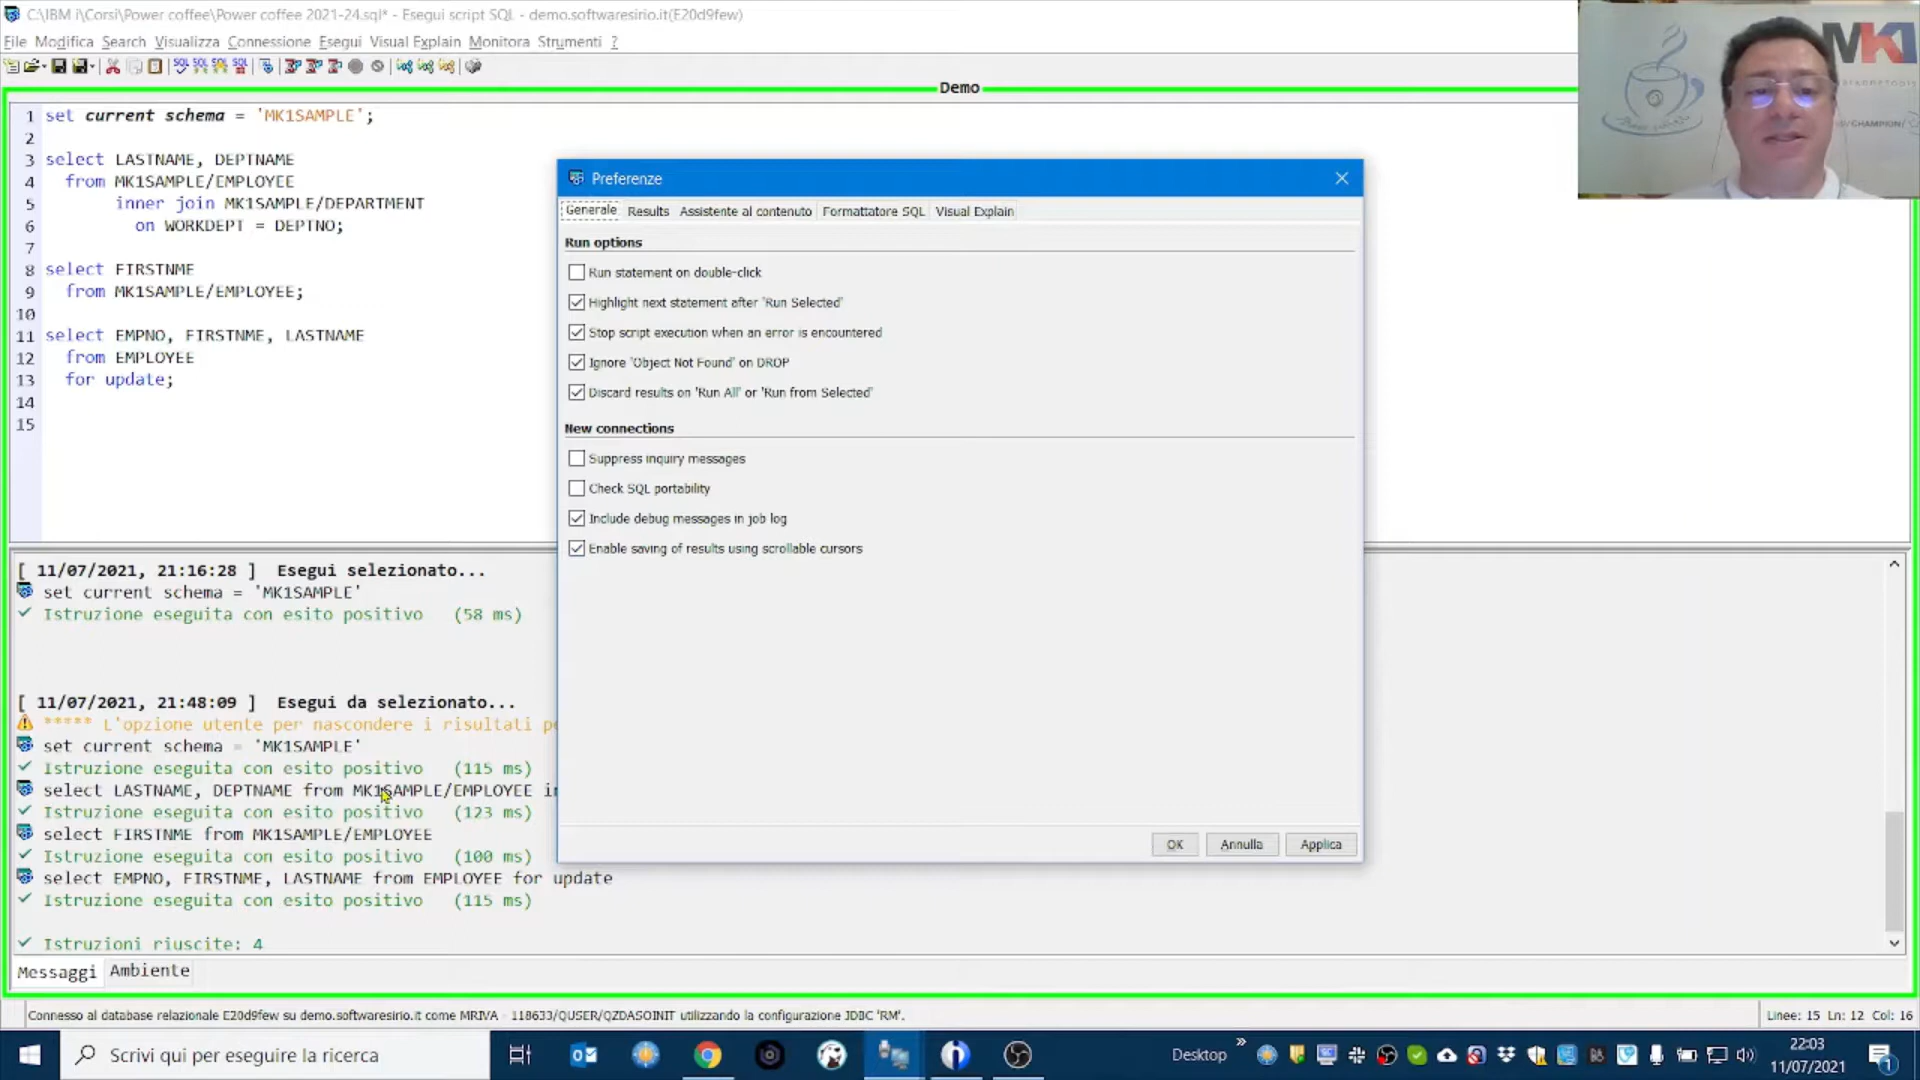 C:\IBM i\Corsi\Power coffee\Power coffee 2021-24.sql* - Esegui script SQL - demo.softwaresirio.it(E20d9few)
File Modifica Search Visualizza Connessione Esegui Visual Explain Monitora Strumenti ?
Demo
1 set current schema = 'MK1SAMPLE';
2
3 select LASTNAME, DEPTNAME
4 from MK1SAMPLE/EMPLOYEE
5 inner join MK1SAMPLE/DEPARTMENT
6 on WORKDEPT = DEPTNO;
7
8 select FIRSTNME
9 from MK1SAMPLE/EMPLOYEE;
10
11 select EMPNO, FIRSTNME, LASTNAME
12 from EMPLOYEE
13 for update;
14
15
MK1
/CHAMPION/
Preferenze
Generale Results Assistente al contenuto Formattatore SQL Visual Explain
Run options
Run statement on double-click
Highlight next statement after 'Run Selected'
Stop script execution when an error is encountered
Ignore 'Object Not Found' on DROP
Discard results on 'Run All' or 'Run from Selected'
New connections
Suppress inquiry messages
Check SQL portability
Include debug messages in job log
Enable saving of results using scrollable cursors
OK Annulla Applica
[ 11/07/2021, 21:16:28 ] Esegui selezionato...
set current schema = 'MK1SAMPLE'
Istruzione eseguita con esito positivo (58 ms)
[ 11/07/2021, 21:48:09 ] Esegui da selezionato...
***** L'opzione utente per nascondere i risultati
set current schema = 'MK1SAMPLE'
Istruzione eseguita con esito positivo (115 ms)
select LASTNAME, DEPTNAME from MK1SAMPLE/EMPLOYEE
Istruzione eseguita con esito positivo (123 ms)
select FIRSTNME from MK1SAMPLE/EMPLOYEE
Istruzione eseguita con esito positivo (100 ms)
select EMPNO, FIRSTNME, LASTNAME from EMPLOYEE for update
Istruzione eseguita con esito positivo (115 ms)
Istruzioni riuscite: 4
Messaggi Ambiente
Connesso al database relazionale E20d9few su demo.softwaresirio.it come MRIVA - 118633/QUSER/QZDASOINIT utilizzando la configurazione JDBC 'RM'.
Linee: 15 Ln: 12 Col: 16
Scrivi qui per eseguire la ricerca
Desktop
22:03
11/07/2021
1